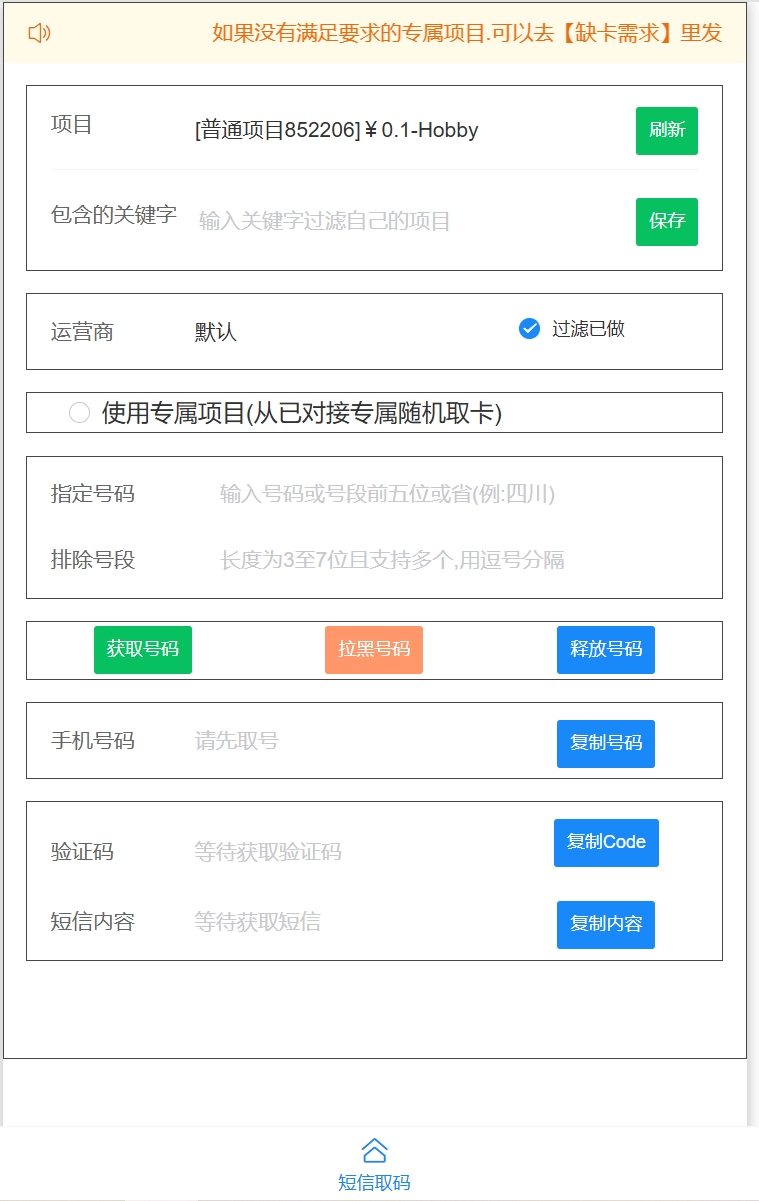 如果没有满足要求的专属项目.可以去【缺卡需求】里发
项目 [普通项目852206]￥0.1-Hobby 刷新
包含的关键字 输入关键字过滤自己的项目 保存
运营商 默认 过滤已做
使用专属项目(从已对接专属随机取卡)
指定号码 输入号码或号段前五位或省(例:四川)
排除号段 长度为3至7位且支持多个,用逗号分隔
获取号码 拉黑号码 释放号码
手机号码 请先取号 复制号码
验证码 等待获取验证码 复制Code
短信内容 等待获取短信 复制内容
短信取码